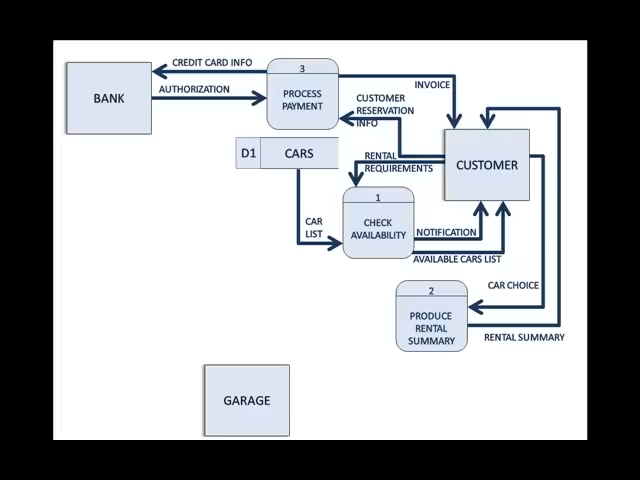 CREDIT CARD INFO
3
BANK
AUTHORIZATION
PROCESS
PAYMENT
INVOICE
CUSTOMER
RESERVATION
INFO
D1 CARS
RENTAL
REQUIREMENTS
CUSTOMER
1
CHECK
AVAILABILITY
CAR
LIST
NOTIFICATION
AVAILABLE CARS LIST
CAR CHOICE
2
PRODUCE
RENTAL
SUMMARY
RENTAL SUMMARY
GARAGE